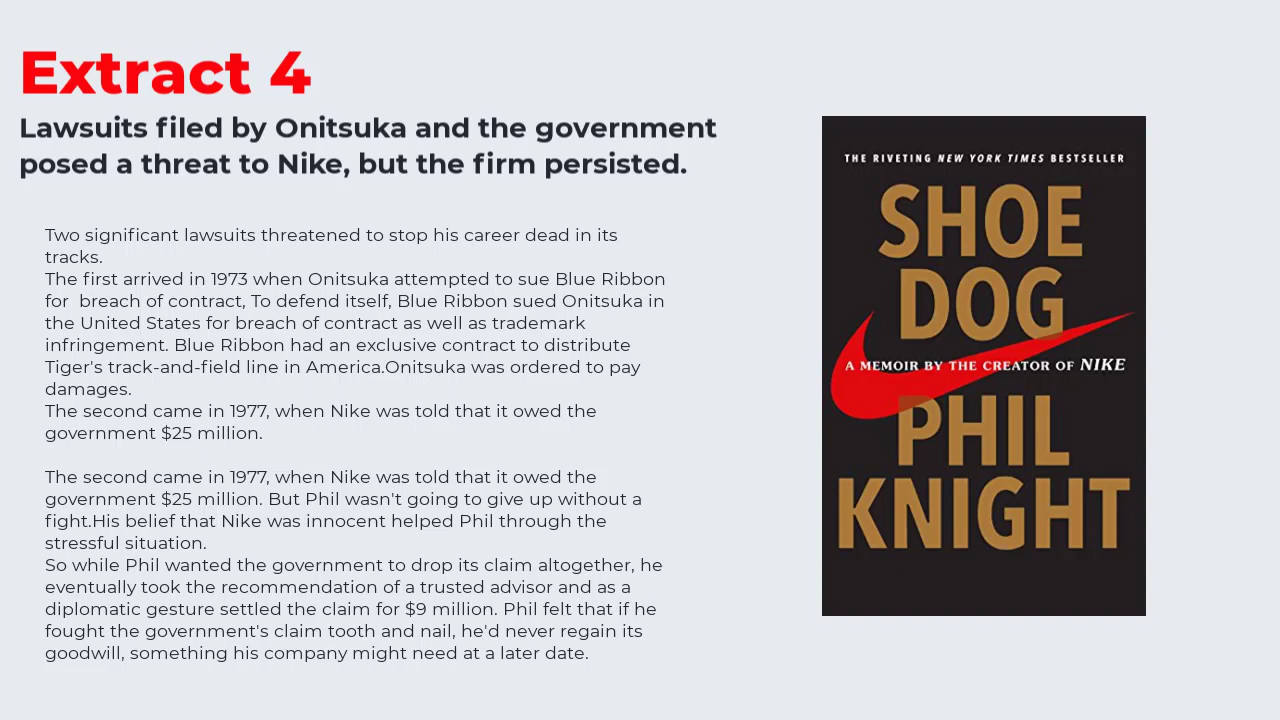 Extract 4
Lawsuits filed by Onitsuka and the government
posed a threat to Nike, but the firm persisted.
Two significant lawsuits threatened to stop his career dead in its
tracks.
The first arrived in 1973 when Onitsuka attempted to sue Blue Ribbon
for  breach of contract, To defend itself, Blue Ribbon sued Onitsuka in
the United States for breach of contract as well as trademark
infringement. Blue Ribbon had an exclusive contract to distribute
Tiger's track-and-field line in America.Onitsuka was ordered to pay
damages.
The second came in 1977, when Nike was told that it owed the
government $25 million.
The second came in 1977, when Nike was told that it owed the
government $25 million. But Phil wasn't going to give up without a
fight.His belief that Nike was innocent helped Phil through the
stressful situation.
So while Phil wanted the government to drop its claim altogether, he
eventually took the recommendation of a trusted advisor and as a
diplomatic gesture settled the claim for $9 million. Phil felt that if he
fought the government's claim tooth and nail, he'd never regain its
goodwill, something his company might need at a later date.
THE RIVETING NEW YORK TIMES BESTSELLER
SHOE
DOG
A MEMOIR BY THE CREATOR OF NIKE
PHIL
KNIGHT